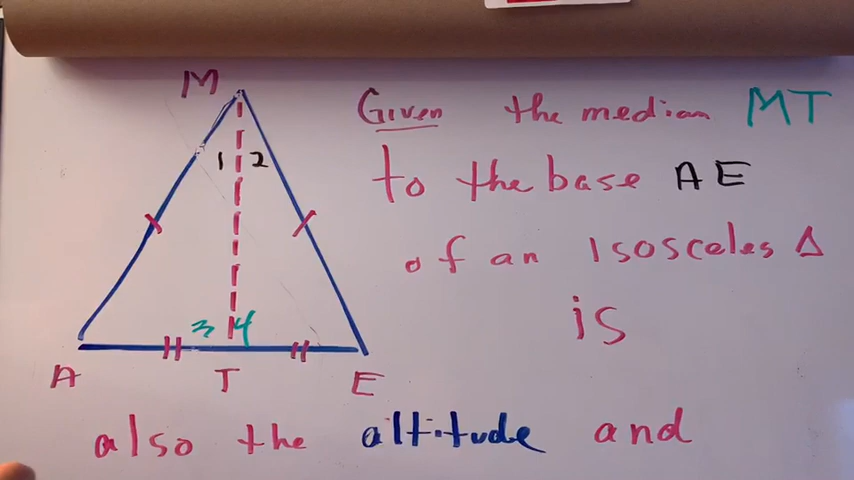 M
Given the median MT
1 2
to the base AE
of an Isosceles Δ
is
3 4
A T E
also the altitude and